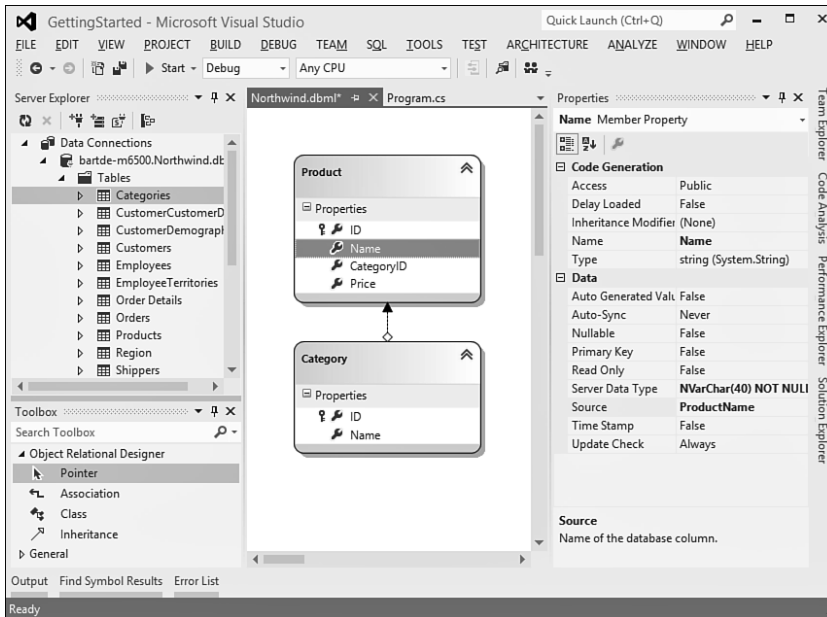 GettingStarted - Microsoft Visual Studio
Quick Launch (Ctrl+Q)
FILE EDIT VIEW PROJECT BUILD DEBUG TEAM SQL TOOLS TEST ARCHITECTURE ANALYZE WINDOW HELP
Start Debug Any CPU
Server Explorer
Data Connections
bartde-m6500.Northwind.db
Tables
Categories
CustomerCustomerD
CustomerDemograph
Customers
Employees
EmployeeTerritories
Order Details
Orders
Products
Region
Shippers
Toolbox
Search Toolbox
Object Relational Designer
Pointer
Association
Class
Inheritance
General
Northwind.dbml* Program.cs
Product
Properties
ID
Name
CategoryID
Price
Category
Properties
ID
Name
Properties
Name Member Property
Code Generation
Access Public
Delay Loaded False
Inheritance Modifier (None)
Name Name
Type string (System.String)
Data
Auto Generated Valu False
Auto-Sync Never
Nullable False
Primary Key False
Read Only False
Server Data Type NVarChar(40) NOT NULL
Source ProductName
Time Stamp False
Update Check Always
Source
Name of the database column.
Team Explorer
Code Analysis
Performance Explorer
Solution Explorer
Output Find Symbol Results Error List
Ready